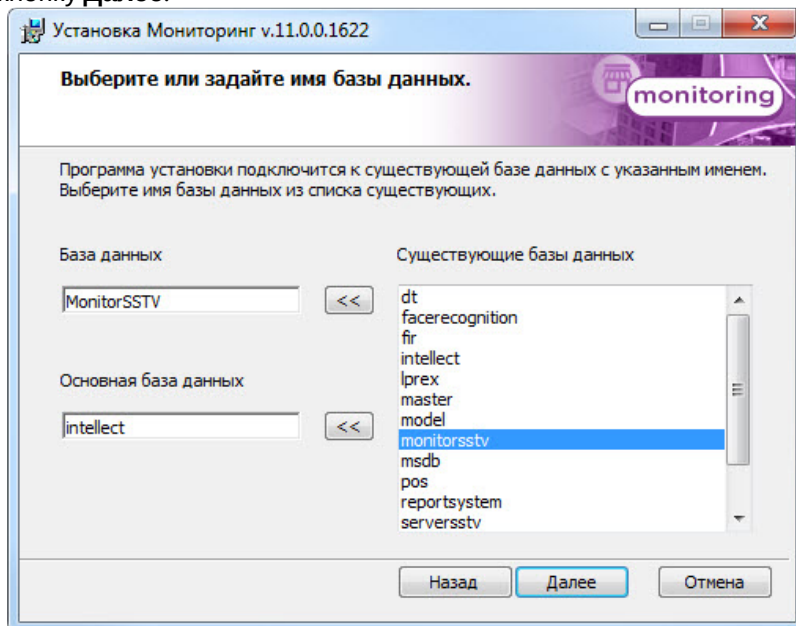 кнопку Далее.
Установка Мониторинг v.11.0.0.1622
Выберите или задайте имя базы данных.
monitoring
Программа установки подключится к существующей базе данных с указанным именем.
Выберите имя базы данных из списка существующих.
База данных
Существующие базы данных
MonitorSSTV
<<
dt
facerecognition
fir
intellect
lprex
master
model
monitorsstv
msdb
pos
reportsystem
serversstv
Основная база данных
intellect
<<
Назад
Далее
Отмена